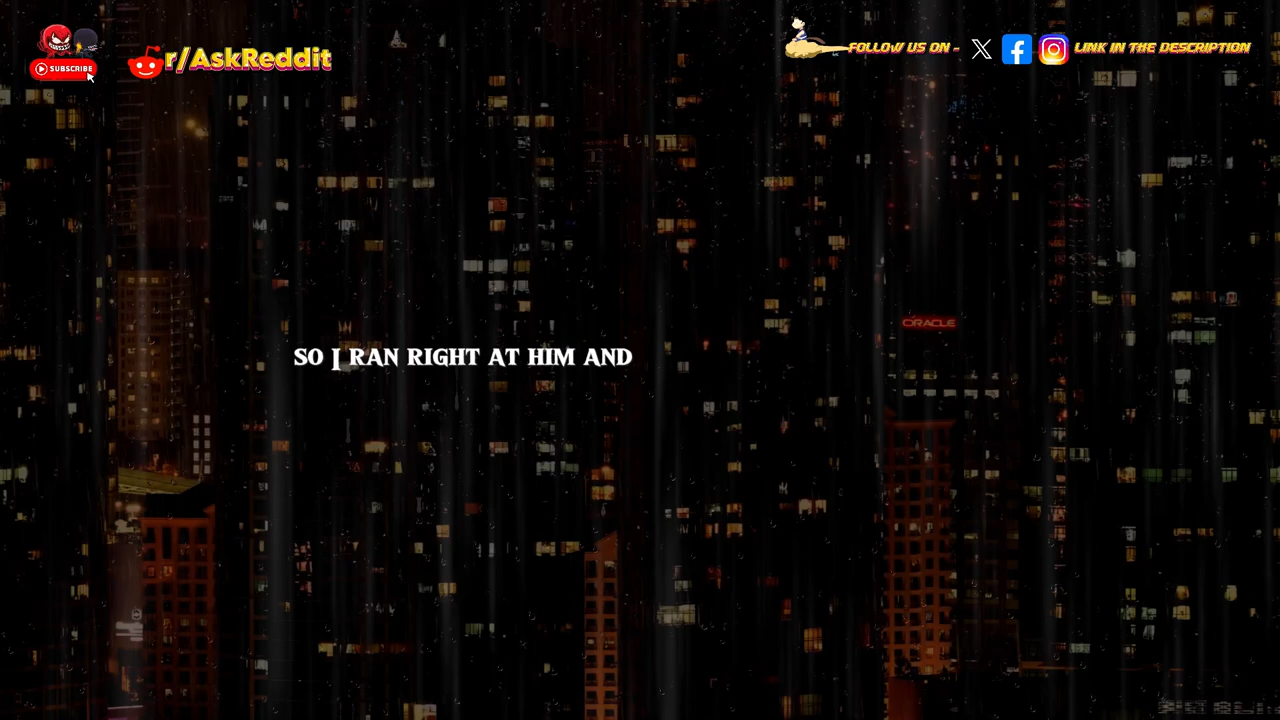 SUBSCRIBE
r/AskReddit
FOLLOW US ON -
LINK IN THE DESCRIPTION
ORACLE
SO I RAN RIGHT AT HIM AND